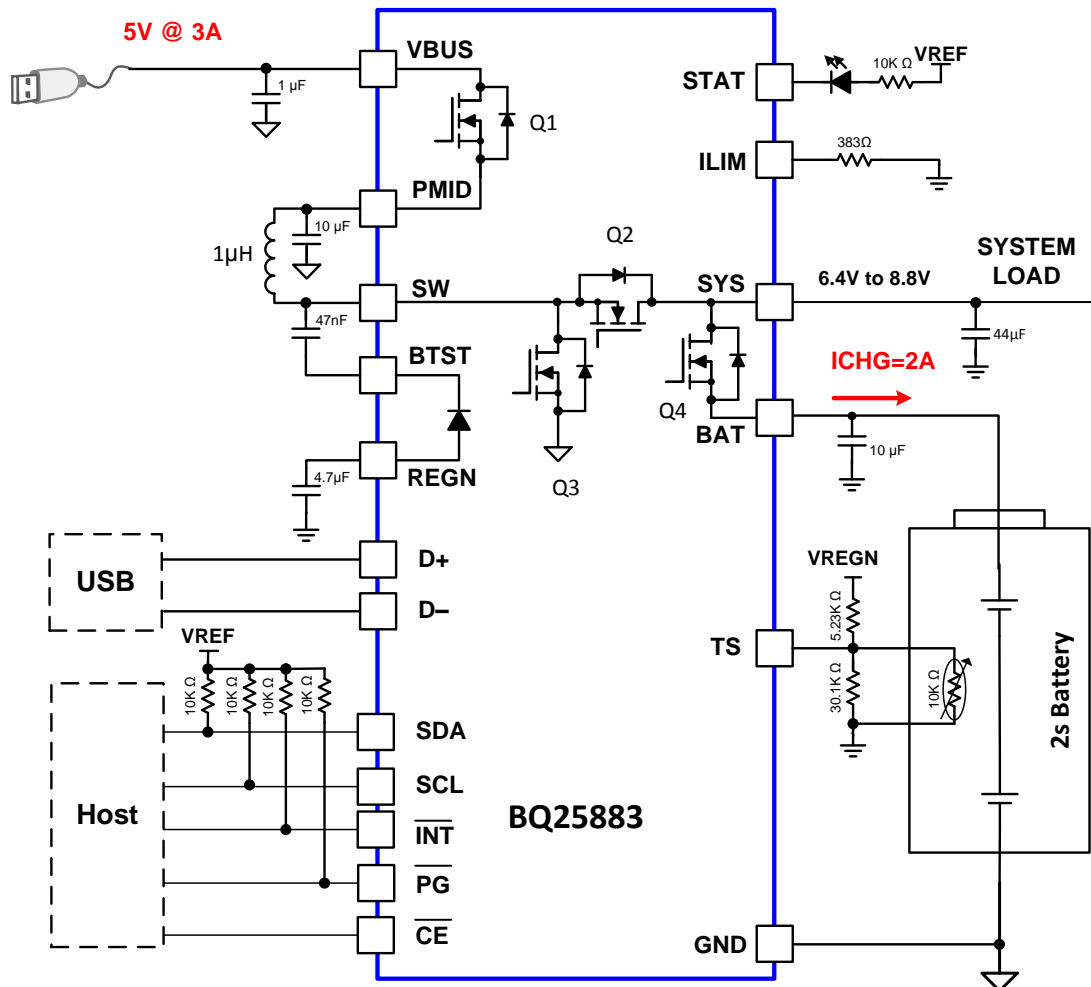 5V @ 3A
VBUS
1 µF
Q1
PMID
10 µF
1µH
SW
47nF
BTST
REGN
4.7µF
USB
D+
D–
VREF
10K Ω
10K Ω
10K Ω
10K Ω
Host
SDA
SCL
INT
PG
CE
BQ25883
Q2
Q3
Q4
STAT
10K Ω
VREF
ILIM
383Ω
SYS
6.4V to 8.8V
SYSTEM
LOAD
44µF
ICHG=2A
BAT
10 µF
VREGN
5.23K Ω
TS
30.1K Ω
10K Ω
2s Battery
GND